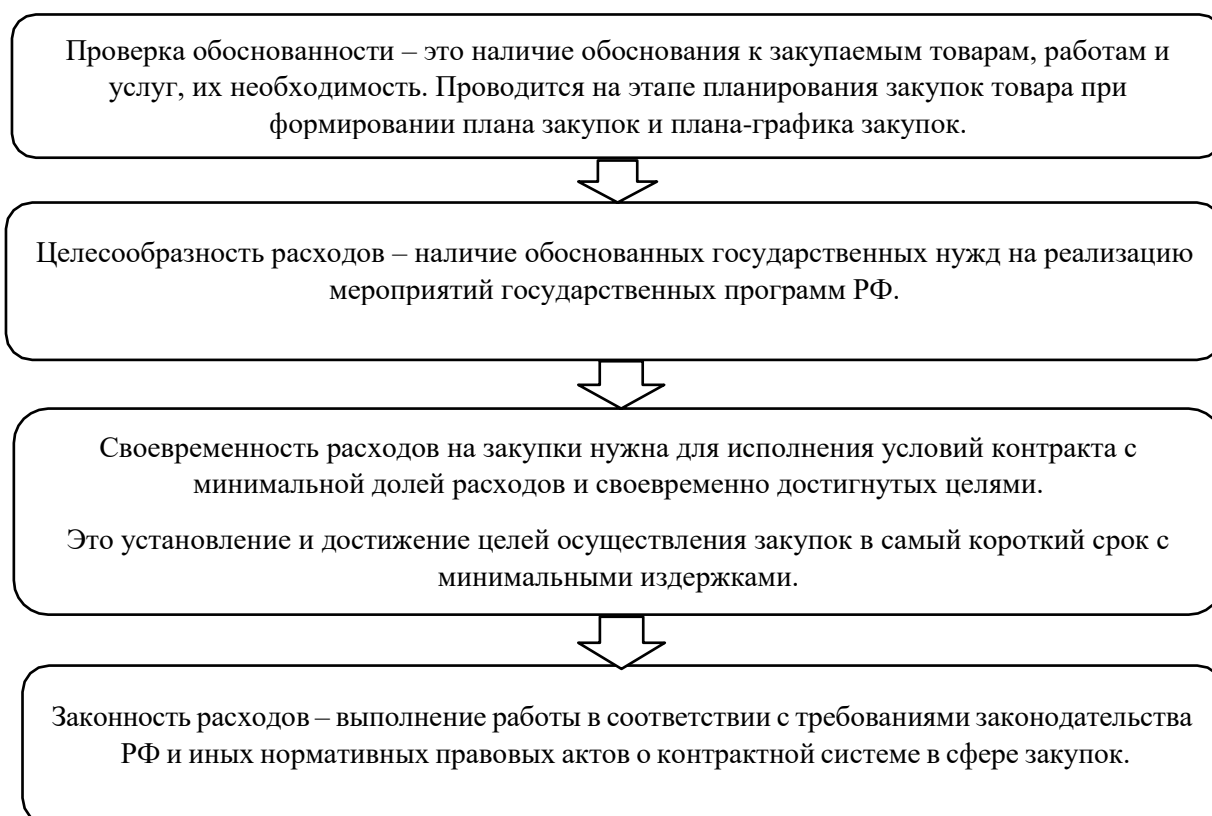 Проверка обоснованности – это наличие обоснования к закупаемым товарам, работам и
услуг, их необходимость. Проводится на этапе планирования закупок товара при
формировании плана закупок и плана-графика закупок.
Целесообразность расходов – наличие обоснованных государственных нужд на реализацию
мероприятий государственных программ РФ.
Своевременность расходов на закупки нужна для исполнения условий контракта с
минимальной долей расходов и своевременно достигнутых целями.
Это установление и достижение целей осуществления закупок в самый короткий срок с
минимальными издержками.
Законность расходов – выполнение работы в соответствии с требованиями законодательства
РФ и иных нормативных правовых актов о контрактной системе в сфере закупок.